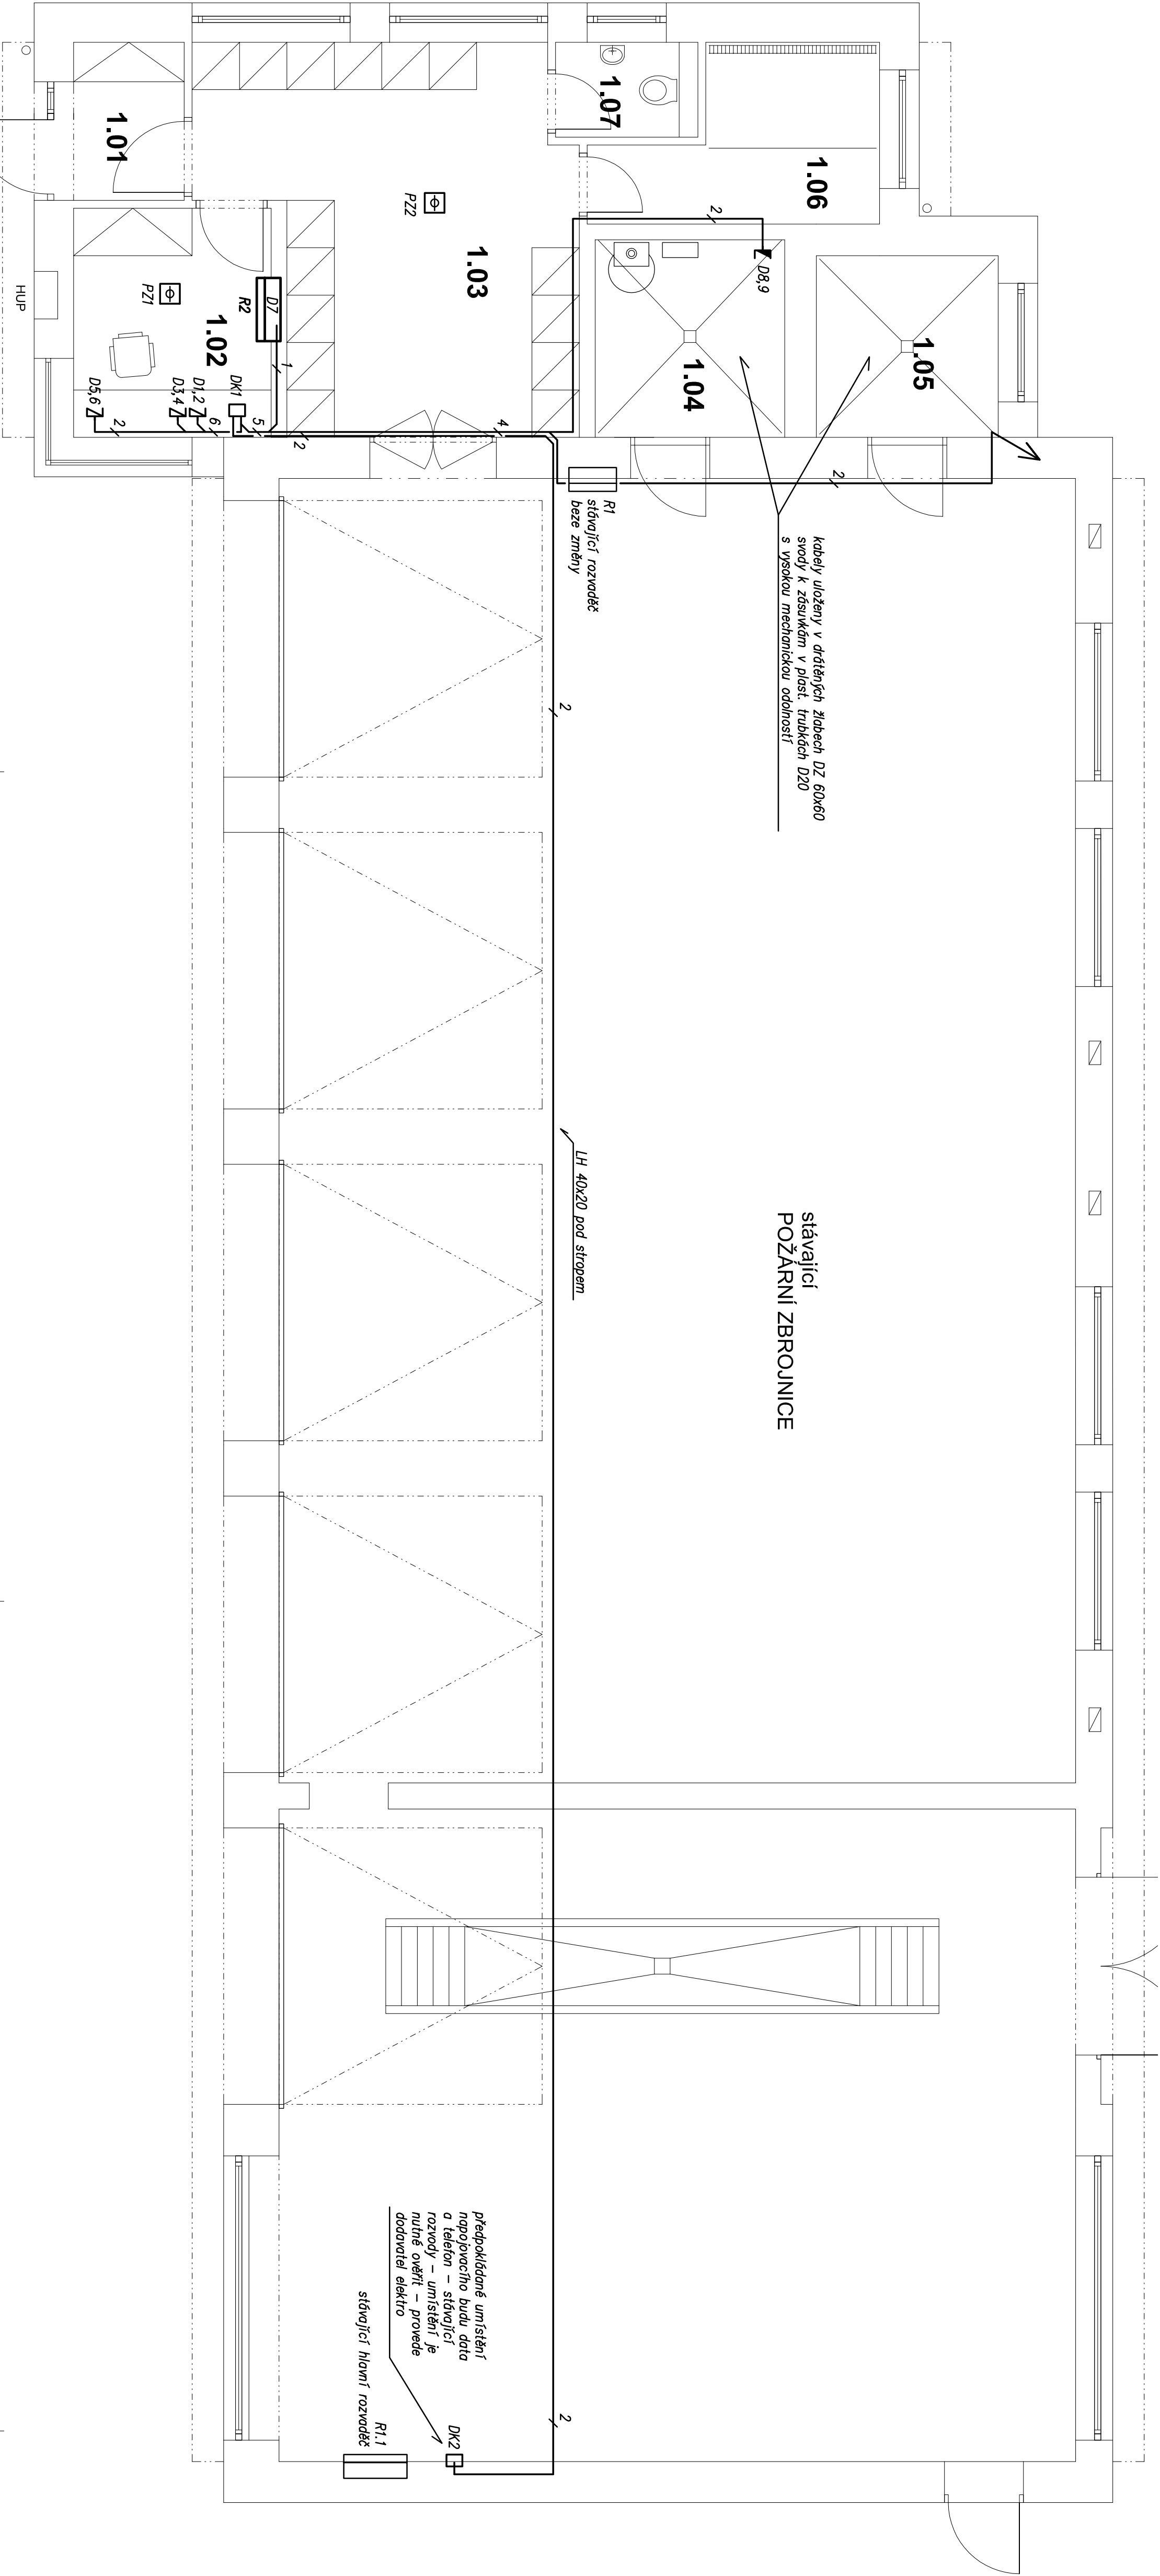 1.01
1.07
1.06
PZ2
1.03
2
D8,9
HUP
PZ1
R2
D7
1.02
1
1.04
1.05
D5,6
D3,4
D1,2
DK1
2
6
5
2
4
2
R1
stávající rozvaděč
beze změny
kabely uloženy v drátěných žlabech DZ 60x60
svody k zásuvkám v plast. trubkách D20
s vysokou mechanickou odolností
2
LH 40x20 pod stropem
stávající
POŽÁRNÍ ZBROJNICE
předpokládané umístění
napojovacího budu data
a telefon – stávající
rozvody – umístění je
nutné ověřit – provede
dodavatel elektro
R1.1
stávající hlavní rozvaděč
DK2
2